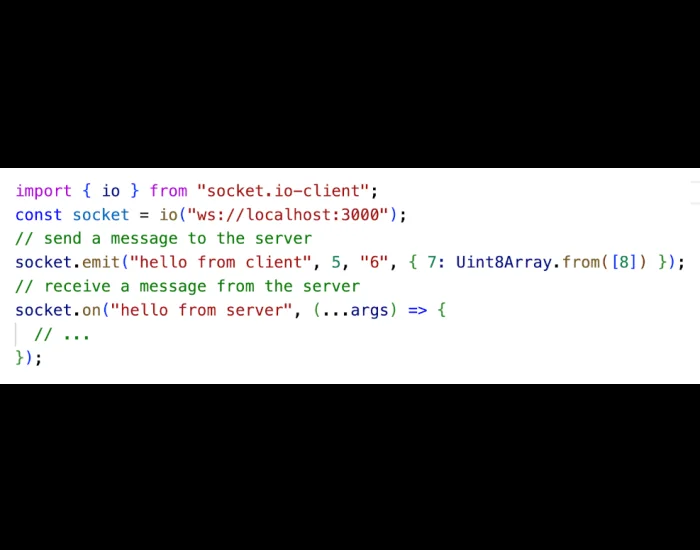 import { io } from "socket.io-client";
const socket = io("ws://localhost:3000");
// send a message to the server
socket.emit("hello from client", 5, "6", { 7: Uint8Array.from([8]) });
// receive a message from the server
socket.on("hello from server", (...args) => {
  // ...
});